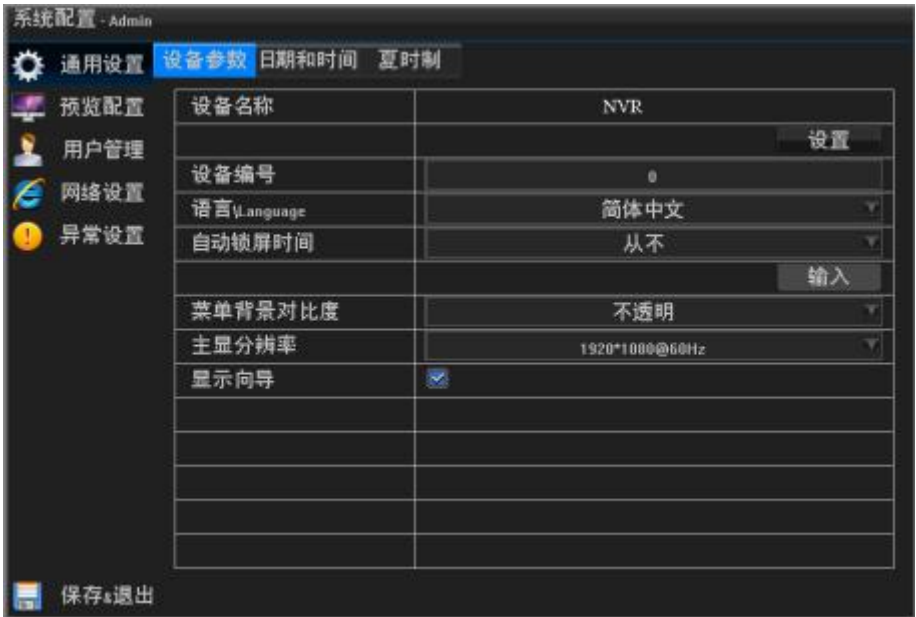 系统配置 - Admin
通用设置
设备参数 日期和时间 夏时制
预览配置
用户管理
网络设置
异常设置
设备名称 NVR
设置
设备编号 0
语言\Language 简体中文
自动锁屏时间 从不
输入
菜单背景对比度 不透明
主显分辨率 1920*1080@60Hz
显示向导
保存&退出